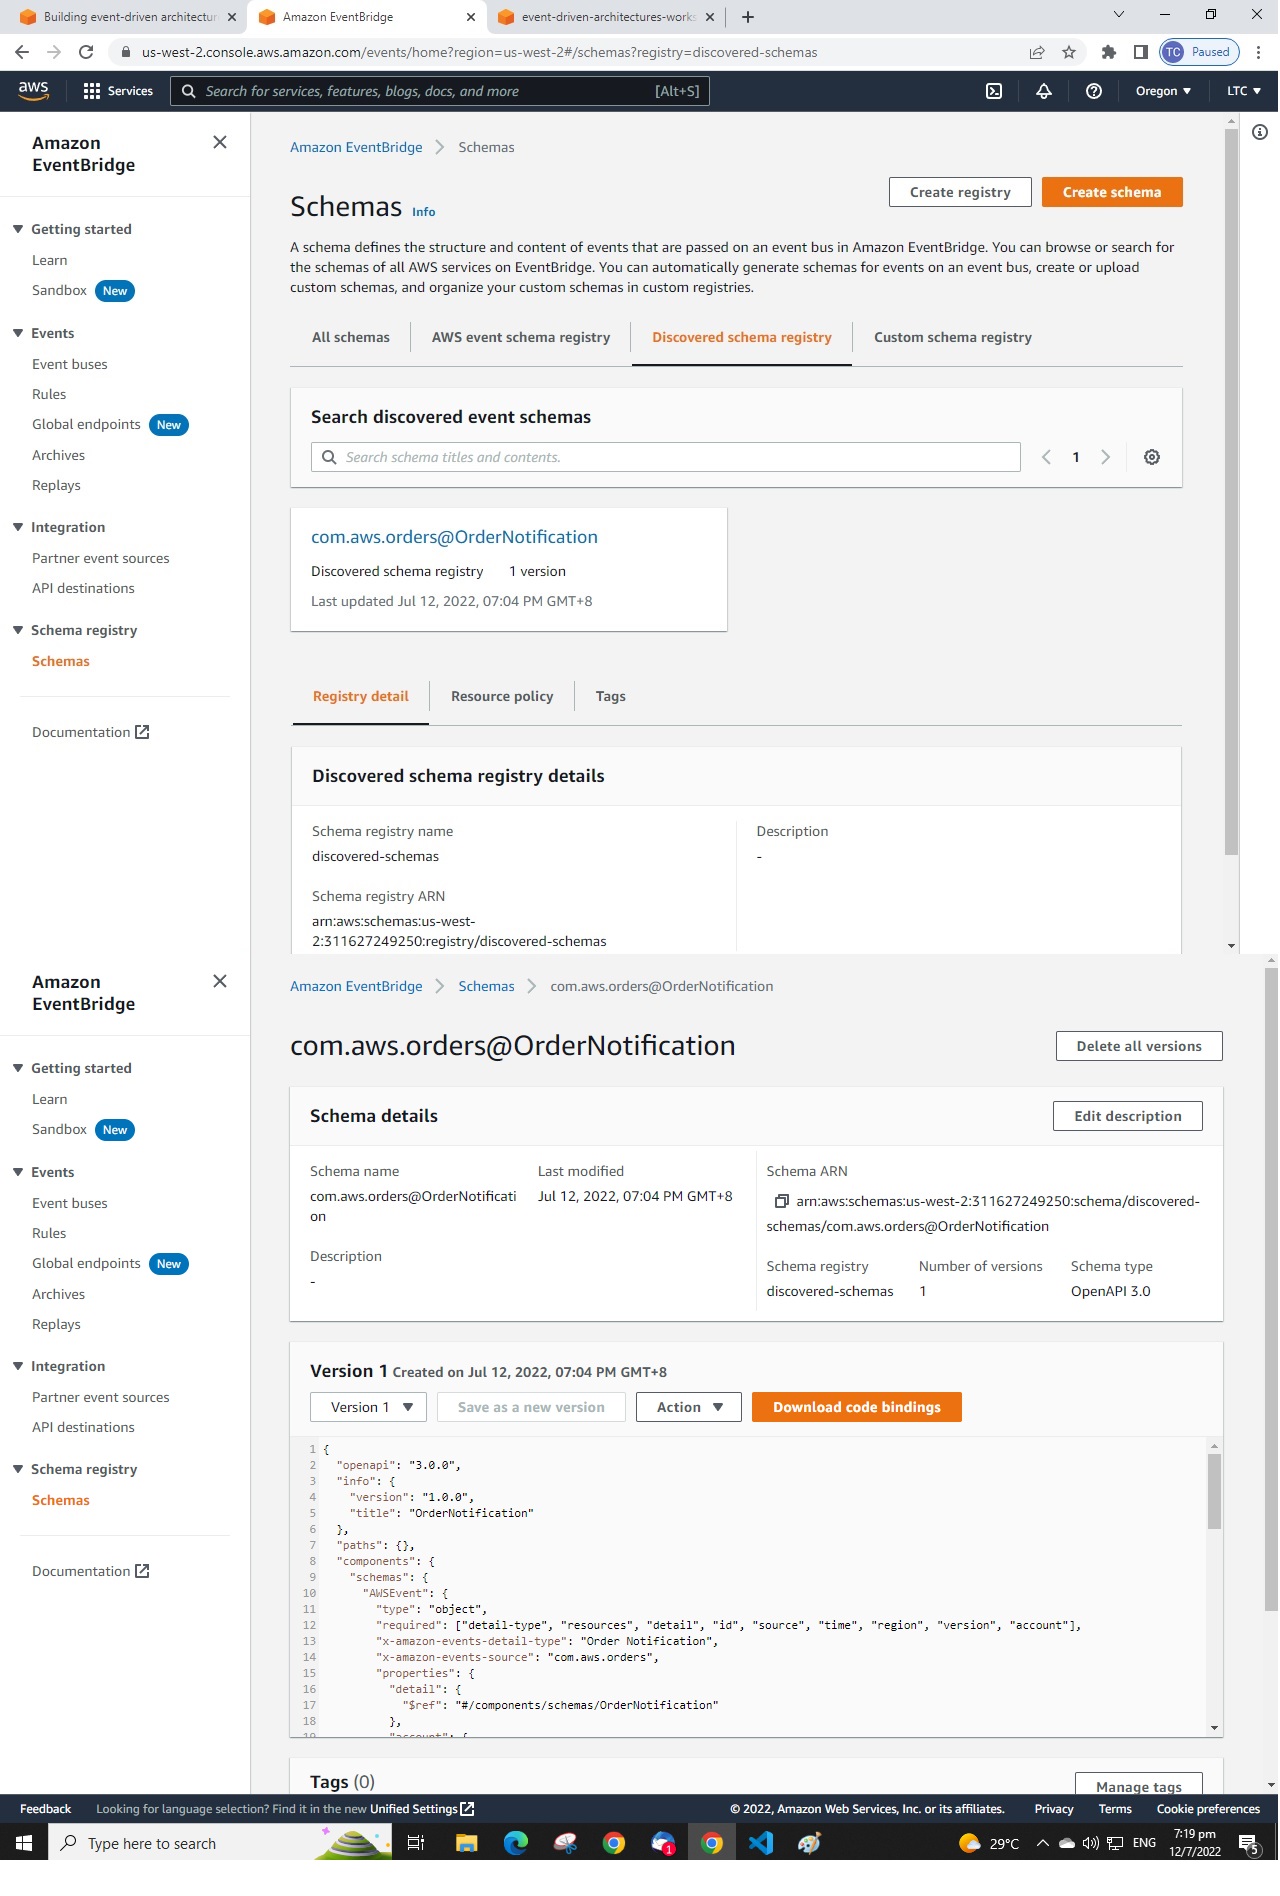 Building event-driven architectur
Amazon EventBridge
event-driven-architectures-works
us-west-2.console.aws.amazon.com/events/home?region=us-west-2#/schemas?registry=discovered-schemas
TC Paused
aws
Services
Search for services, features, blogs, docs, and more
[Alt+S]
Oregon
LTC
Amazon EventBridge
Getting started
Learn
Sandbox New
Events
Event buses
Rules
Global endpoints New
Archives
Replays
Integration
Partner event sources
API destinations
Schema registry
Schemas
Documentation
Amazon EventBridge > Schemas
Schemas Info
Create registry
Create schema
A schema defines the structure and content of events that are passed on an event bus in Amazon EventBridge. You can browse or search for
the schemas of all AWS services on EventBridge. You can automatically generate schemas for events on an event bus, create or upload
custom schemas, and organize your custom schemas in custom registries.
All schemas
AWS event schema registry
Discovered schema registry
Custom schema registry
Search discovered event schemas
Search schema titles and contents.
1
com.aws.orders@OrderNotification
Discovered schema registry 1 version
Last updated Jul 12, 2022, 07:04 PM GMT+8
Registry detail
Resource policy
Tags
Discovered schema registry details
Schema registry name
discovered-schemas
Schema registry ARN
arn:aws:schemas:us-west-
2:311627249250:registry/discovered-schemas
Description
-
Amazon EventBridge
Getting started
Learn
Sandbox New
Events
Event buses
Rules
Global endpoints New
Archives
Replays
Integration
Partner event sources
API destinations
Schema registry
Schemas
Documentation
Amazon EventBridge > Schemas > com.aws.orders@OrderNotification
com.aws.orders@OrderNotification
Delete all versions
Schema details
Edit description
Schema name
com.aws.orders@OrderNotificati
on
Last modified
Jul 12, 2022, 07:04 PM GMT+8
Description
-
Schema ARN
arn:aws:schemas:us-west-2:311627249250:schema/discovered-
schemas/com.aws.orders@OrderNotification
Schema registry
discovered-schemas
Number of versions
1
Schema type
OpenAPI 3.0
Version 1 Created on Jul 12, 2022, 07:04 PM GMT+8
Version 1
Save as a new version
Action
Download code bindings
1 {
2 "openapi": "3.0.0",
3 "info": {
4 "version": "1.0.0",
5 "title": "OrderNotification"
6 },
7 "paths": {},
8 "components": {
9 "schemas": {
10 "AWSEvent": {
11 "type": "object",
12 "required": ["detail-type", "resources", "detail", "id", "source", "time", "region", "version", "account"],
13 "x-amazon-events-detail-type": "Order Notification",
14 "x-amazon-events-source": "com.aws.orders",
15 "properties": {
16 "detail": {
17 "$ref": "#/components/schemas/OrderNotification"
18 },
19 "account": {
Tags (0)
Manage tags
Feedback
Looking for language selection? Find it in the new Unified Settings
© 2022, Amazon Web Services, Inc. or its affiliates.
Privacy
Terms
Cookie preferences
Type here to search
1
29°C
ENG
7:19 pm
12/7/2022
5